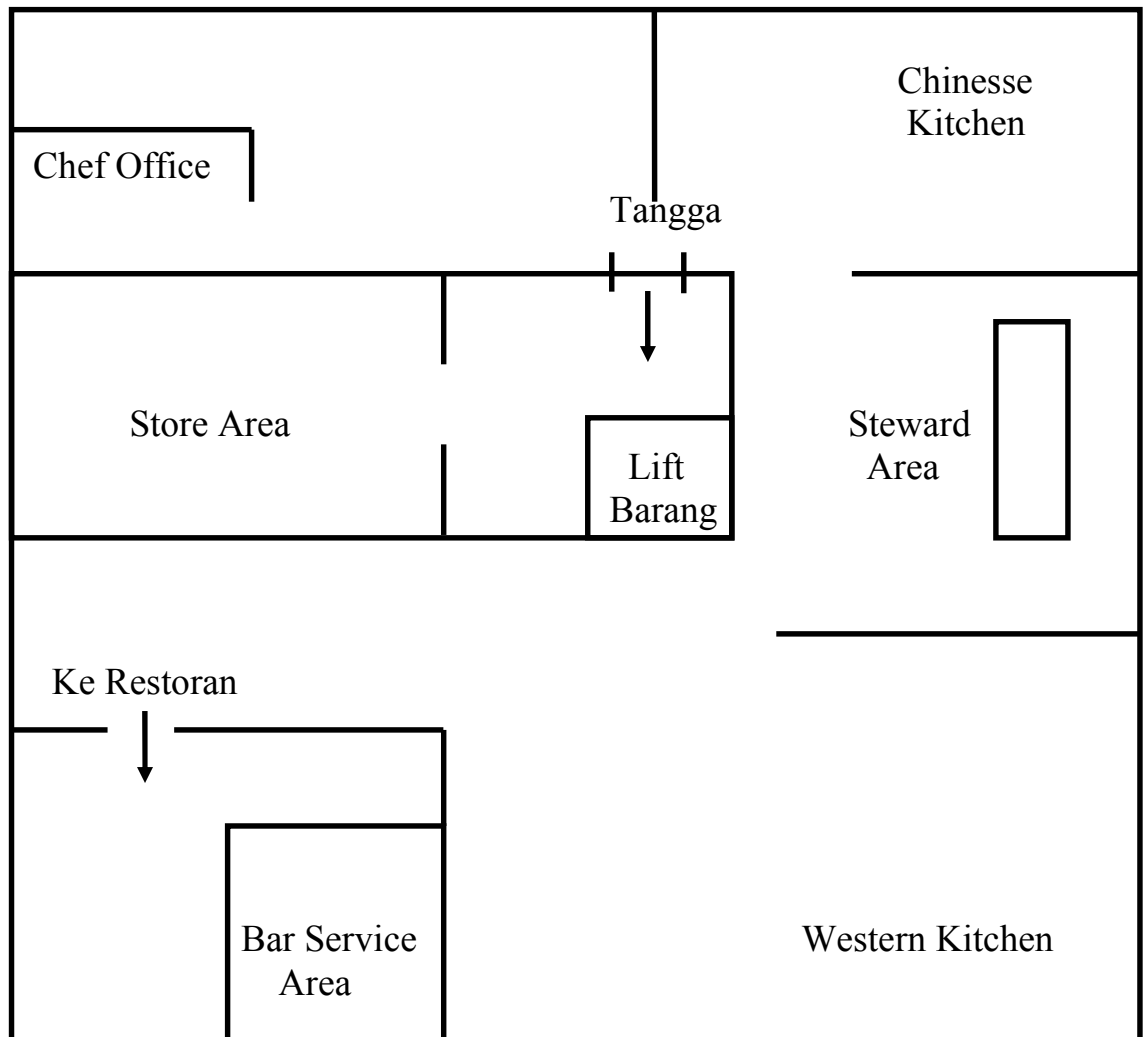 Chinesse
Kitchen
Chef Office
Tangga
Store Area
Steward
Area
Lift
Barang
Ke Restoran
Bar Service
Area
Western Kitchen